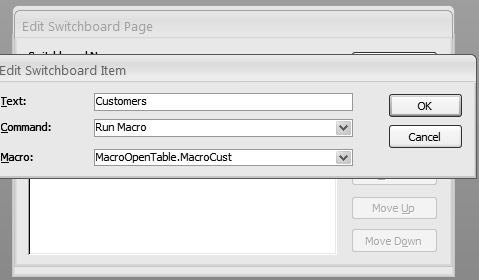 Edit Switchboard Page
Edit Switchboard Item
Text: Customers
OK
Command: Run Macro
Cancel
Macro: MacroOpenTable.MacroCust
Move Up
Move Down